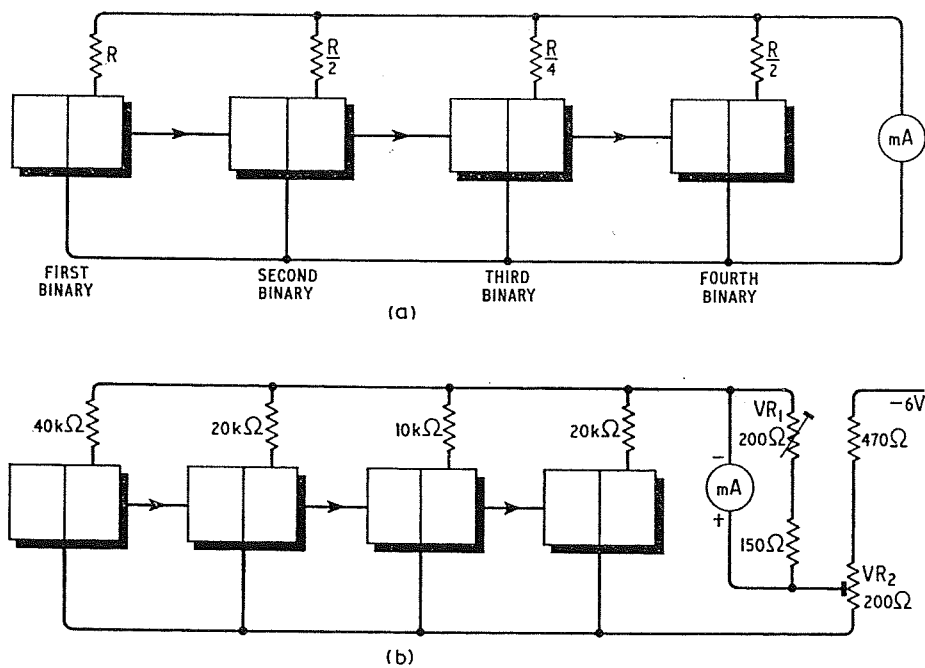 R
R/2
R/4
R/2
mA
FIRST BINARY
SECOND BINARY
THIRD BINARY
FOURTH BINARY
(a)
40kΩ
20kΩ
10kΩ
20kΩ
VR₁
200Ω
-6V
470Ω
-
mA
+
150Ω
VR₂
200Ω
(b)